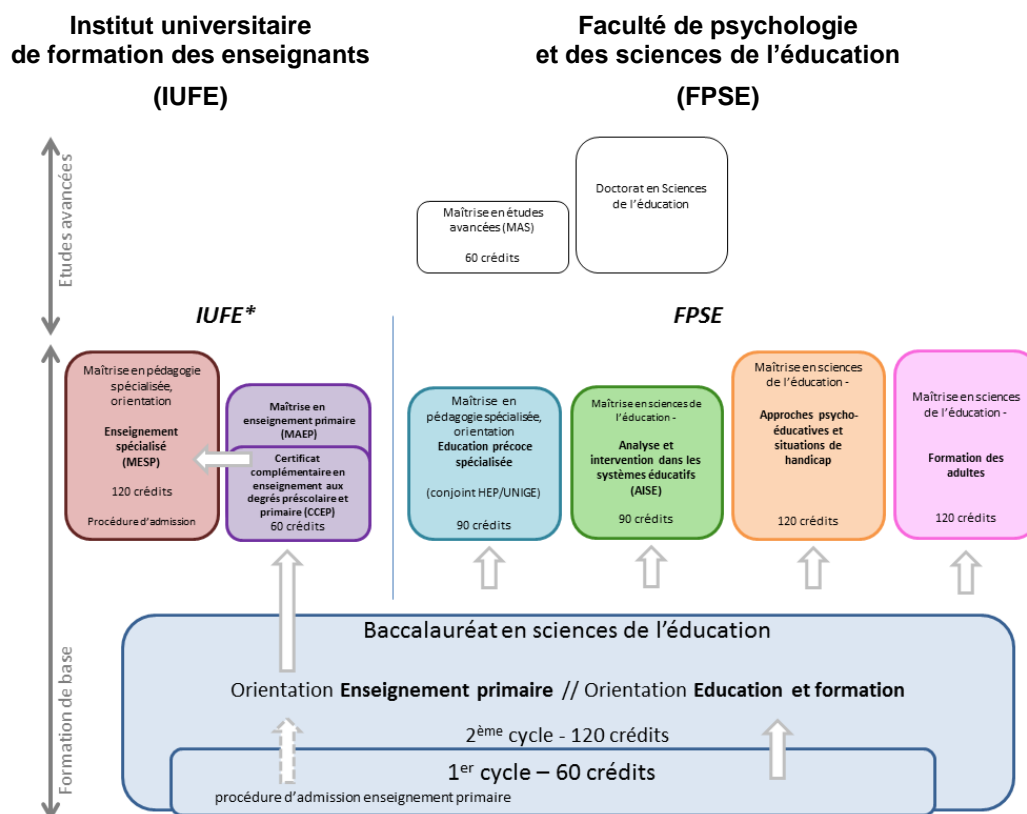 Institut universitaire
de formation des enseignants
(IUFE)
Faculté de psychologie
et des sciences de l'éducation
(FPSE)
Etudes avancées
Maîtrise en études
avancées (MAS)
60 crédits
Doctorat en Sciences
de l'éducation
IUFE*
FPSE
Formation de base
Maîtrise en pédagogie
spécialisée,
orientation
Enseignement
spécialisé
(MESP)
120 crédits
Procédure d'admission
Maîtrise en
enseignement primaire
(MAEP)
Certificat
complémentaire en
enseignement aux
degrés préscolaire et
primaire (CCEP)
60 crédits
Maîtrise en
pédagogie spécialisée,
orientation
Education précoce
spécialisée
(conjoint HEP/UNIGE)
90 crédits
Maîtrise en sciences de
l'éducation -
Analyse et
intervention dans les
systèmes éducatifs
(AISE)
90 crédits
Maîtrise en sciences
de l'éducation -
Approches psycho-
éducatives et
situations de
handicap
120 crédits
Maîtrise en sciences
de l'éducation -
Formation des
adultes
120 crédits
Baccalauréat en sciences de l'éducation
Orientation Enseignement primaire // Orientation Education et formation
2ème cycle - 120 crédits
1er cycle – 60 crédits
procédure d'admission enseignement primaire